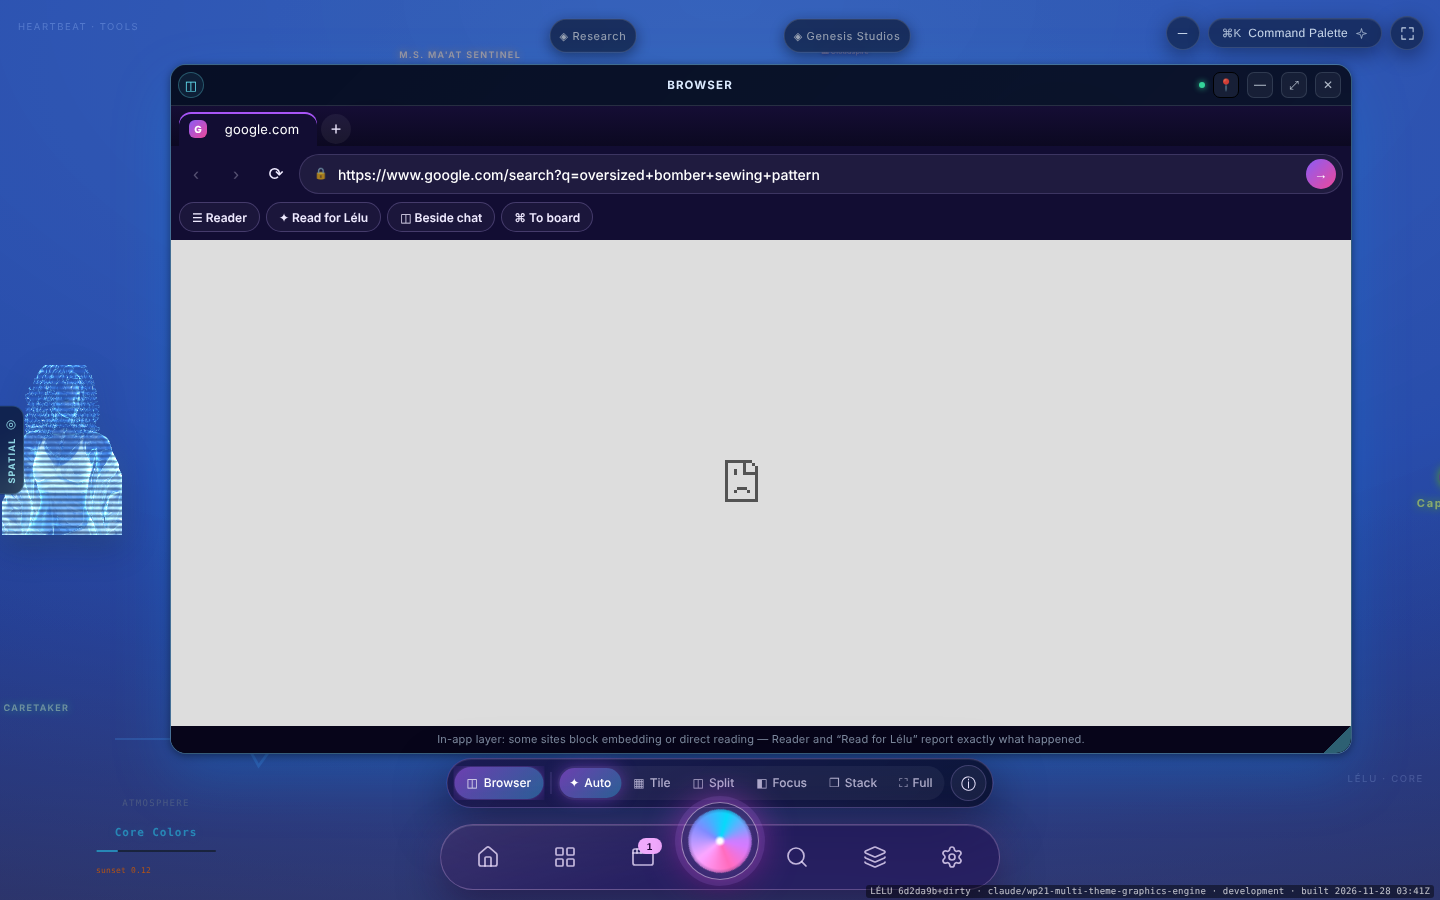 HEARTBEAT · TOOLS
◈ Research
◈ Genesis Studios
⌘K Command Palette
M.S. MA'AT SENTINEL
BROWSER
G google.com
https://www.google.com/search?q=oversized+bomber+sewing+pattern
☰ Reader
✦ Read for Lélu
◫ Beside chat
⌘ To board
SPATIAL
Cap
CARETAKER
In-app layer: some sites block embedding or direct reading — Reader and “Read for Lélu” report exactly what happened.
Browser
Auto
Tile
Split
Focus
Stack
Full
LÉLU · CORE
ATMOSPHERE
Core Colors
1
sunset 0.12
LÉLU 6d2da9b+dirty · claude/wp21-multi-theme-graphics-engine · development · built 2026-11-28 03:41Z